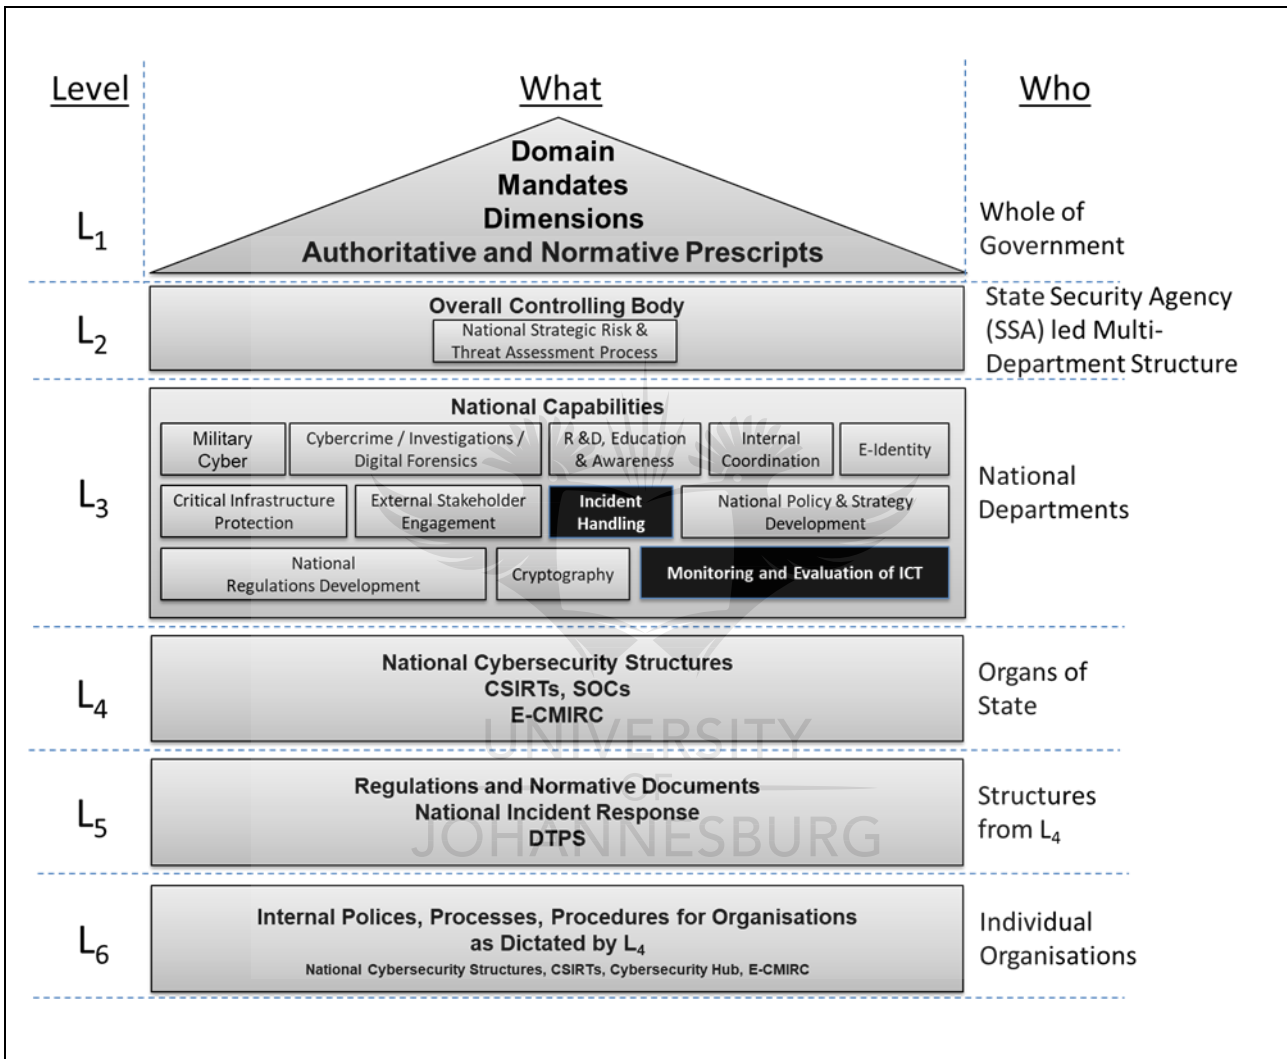 Level
What
Who
L1
Domain
Mandates
Dimensions
Authoritative and Normative Prescripts
Whole of
Government
L2
Overall Controlling Body
National Strategic Risk &
Threat Assessment Process
State Security Agency
(SSA) led Multi-
Department Structure
L3
National Capabilities
Military
Cyber
Cybercrime / Investigations /
Digital Forensics
R &D, Education
& Awareness
Internal
Coordination
E-Identity
Critical Infrastructure
Protection
External Stakeholder
Engagement
Incident
Handling
National Policy & Strategy
Development
National
Regulations Development
Cryptography
Monitoring and Evaluation of ICT
National
Departments
L4
National Cybersecurity Structures
CSIRTs, SOCs
E-CMIRC
Organs of
State
UNIVERSITY
OF
JOHANNESBURG
L5
Regulations and Normative Documents
National Incident Response
DTPS
Structures
from L4
L6
Internal Polices, Processes, Procedures for Organisations
as Dictated by L4
National Cybersecurity Structures, CSIRTs, Cybersecurity Hub, E-CMIRC
Individual
Organisations